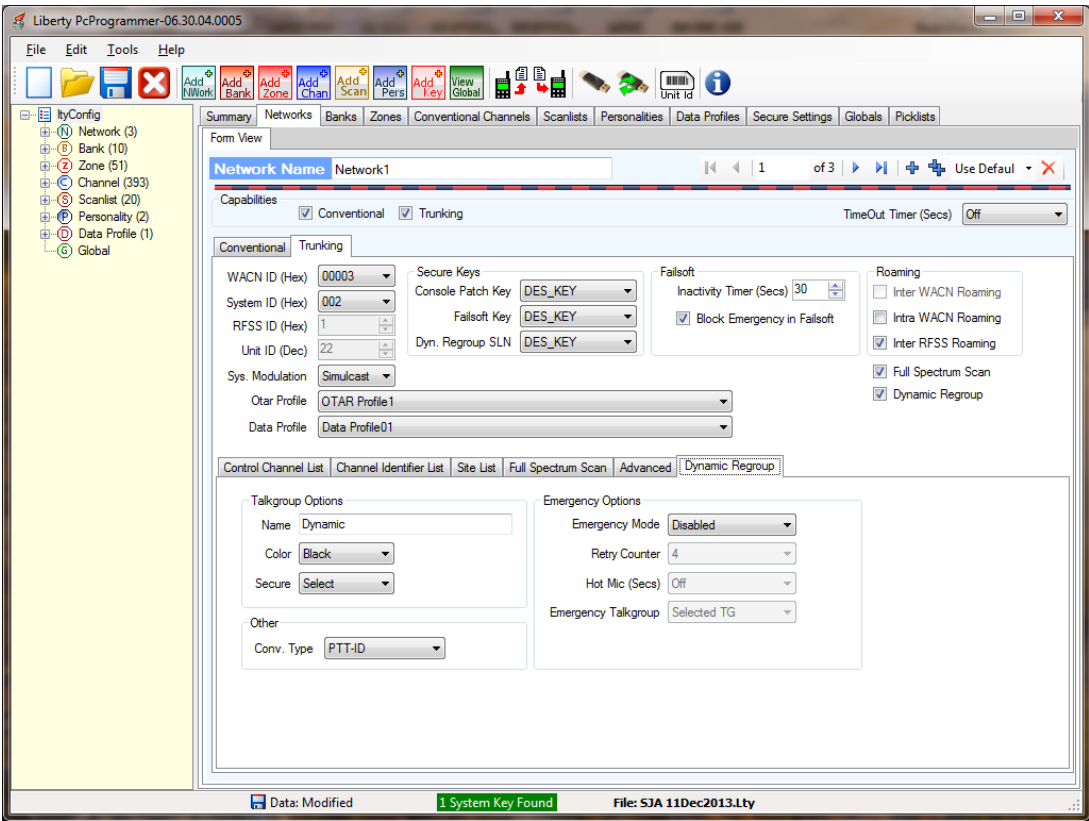 Liberty PcProgrammer-06.30.04.0005
File Edit Tools Help
Add NWork Add Bank Add Zone Add Chan Add Scan Add Pers Add Key View Global Unit Id
ltyConfig
N Network (3)
B Bank (10)
Z Zone (51)
C Channel (393)
S Scanlist (20)
P Personality (2)
D Data Profile (1)
G Global
Summary Networks Banks Zones Conventional Channels Scanlists Personalities Data Profiles Secure Settings Globals Picklists
Form View
Network Name Network1 1 of 3 Use Defaul
Capabilities
Conventional Trunking TimeOut Timer (Secs) Off
Conventional Trunking
WACN ID (Hex) 00003
System ID (Hex) 002
RFSS ID (Hex) 1
Unit ID (Dec) 22
Sys. Modulation Simulcast
Otar Profile OTAR Profile1
Data Profile Data Profile01
Secure Keys
Console Patch Key DES_KEY
Failsoft Key DES_KEY
Dyn. Regroup SLN DES_KEY
Failsoft
Inactivity Timer (Secs) 30
Block Emergency in Failsoft
Roaming
Inter WACN Roaming
Intra WACN Roaming
Inter RFSS Roaming
Full Spectrum Scan
Dynamic Regroup
Control Channel List Channel Identifier List Site List Full Spectrum Scan Advanced Dynamic Regroup
Talkgroup Options
Name Dynamic
Color Black
Secure Select
Other
Conv. Type PTT-ID
Emergency Options
Emergency Mode Disabled
Retry Counter 4
Hot Mic (Secs) Off
Emergency Talkgroup Selected TG
Data: Modified 1 System Key Found File: SJA 11Dec2013.Lty